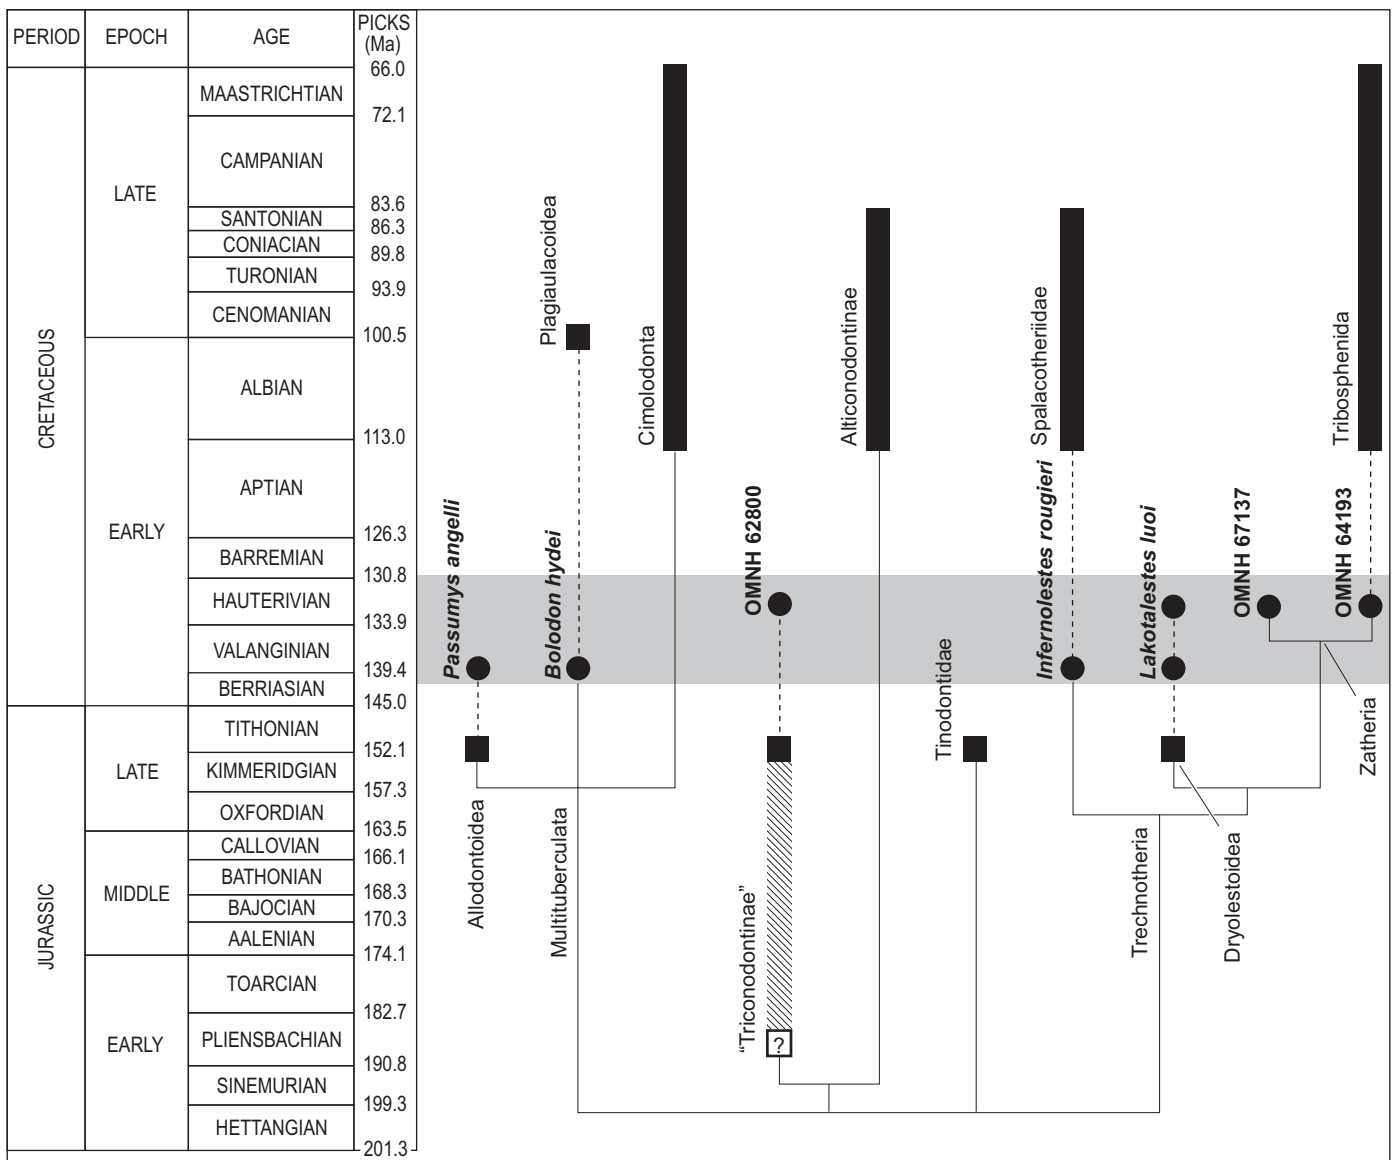 PERIOD
EPOCH
AGE
PICKS
(Ma)
66.0
MAASTRICHTIAN
72.1
CAMPANIAN
LATE
83.6
SANTONIAN
86.3
CONIACIAN
89.8
TURONIAN
93.9
CENOMANIAN
100.5
CRETACEOUS
ALBIAN
113.0
APTIAN
EARLY
126.3
BARREMIAN
130.8
HAUTERIVIAN
133.9
VALANGINIAN
139.4
BERRIASIAN
145.0
TITHONIAN
152.1
LATE
KIMMERIDGIAN
157.3
OXFORDIAN
163.5
CALLOVIAN
166.1
BATHONIAN
MIDDLE
168.3
BAJOCIAN
170.3
AALENIAN
174.1
JURASSIC
TOARCIAN
182.7
EARLY
PLIENSBACHIAN
190.8
SINEMURIAN
199.3
HETTANGIAN
201.3
Passumys angelli
Allodontoidea
Plagiaulacoidea
Bolodon hydei
Multituberculata
Cimolodonta
OMNH 62800
“Triconodontinae”
?
Alticonodontinae
Tinodontidae
Spalacotheriidae
Infernolestes rougieri
Trechnotheria
Lakotalestes luoi
Dryolestoidea
OMNH 67137
Tribosphenida
OMNH 64193
Zatheria